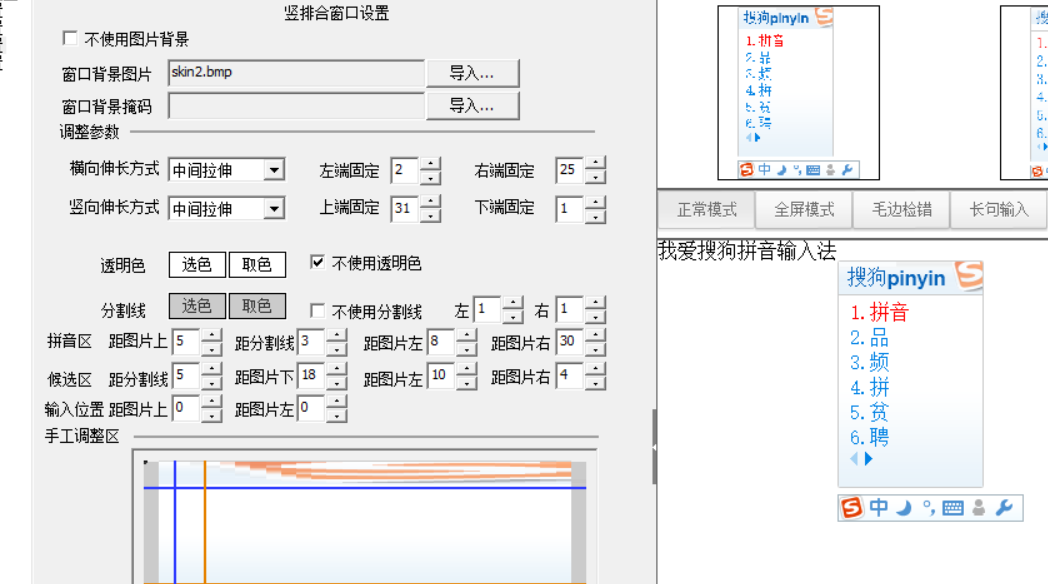 竖排合窗口设置
不使用图片背景
窗口背景图片 skin2.bmp 导入...
窗口背景掩码 导入...
调整参数
横向伸长方式 中间拉伸 左端固定 2 右端固定 25
竖向伸长方式 中间拉伸 上端固定 31 下端固定 1
透明色 选色 取色 不使用透明色
分割线 选色 取色 不使用分割线 左 1 右 1
拼音区 距图片上 5 距分割线 3 距图片左 8 距图片右 30
候选区 距分割线 5 距图片下 18 距图片左 10 距图片右 4
输入位置 距图片上 0 距图片左 0
手工调整区
搜狗pinyin
1.拼音
2.品
3.频
4.拼
5.贫
6.聘
中
搜
1.
2.
3.
4.
5.
6.
正常模式 全屏模式 毛边检错 长句输入
我爱搜狗拼音输入法
搜狗pinyin
1.拼音
2.品
3.频
4.拼
5.贫
6.聘
中